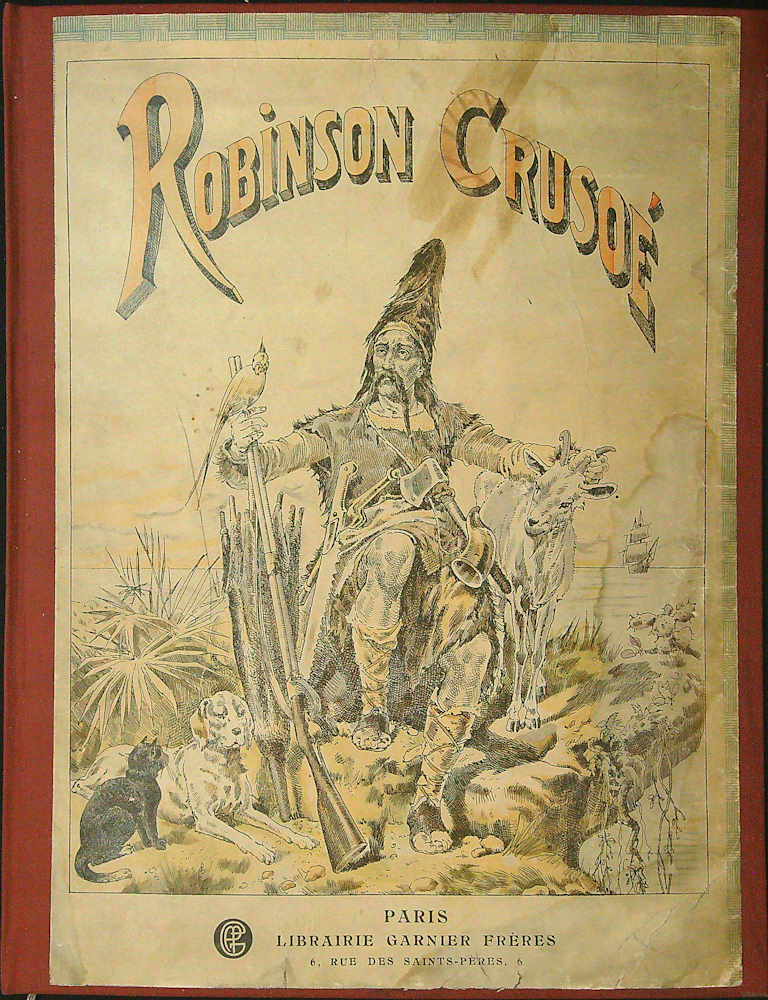 ROBiNSON CRUSOÉ
PARIS
LIBRAIRIE GARNIER FRÈRES
6, RUE DES SAINTS-PÈRES, 6